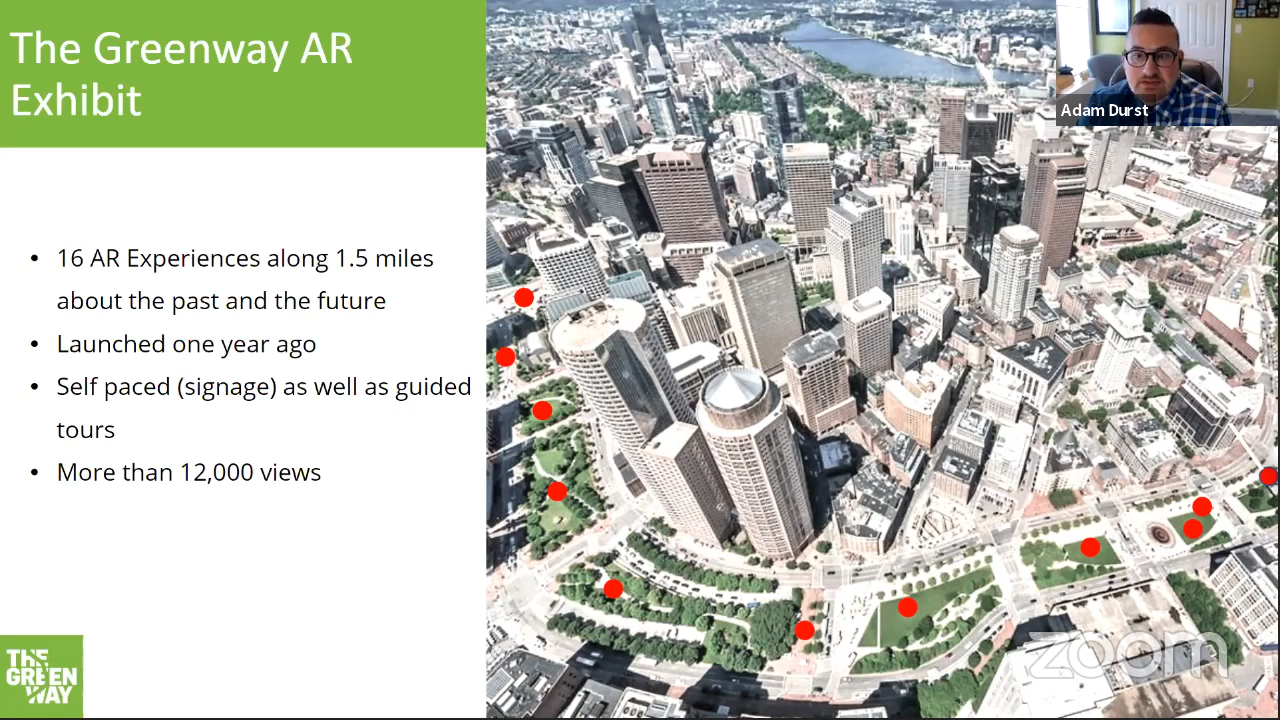 The Greenway AR
Exhibit
Adam Durst
• 16 AR Experiences along 1.5 miles
about the past and the future
• Launched one year ago
• Self paced (signage) as well as guided
tours
• More than 12,000 views
THE
GREEN
WAY
zoom